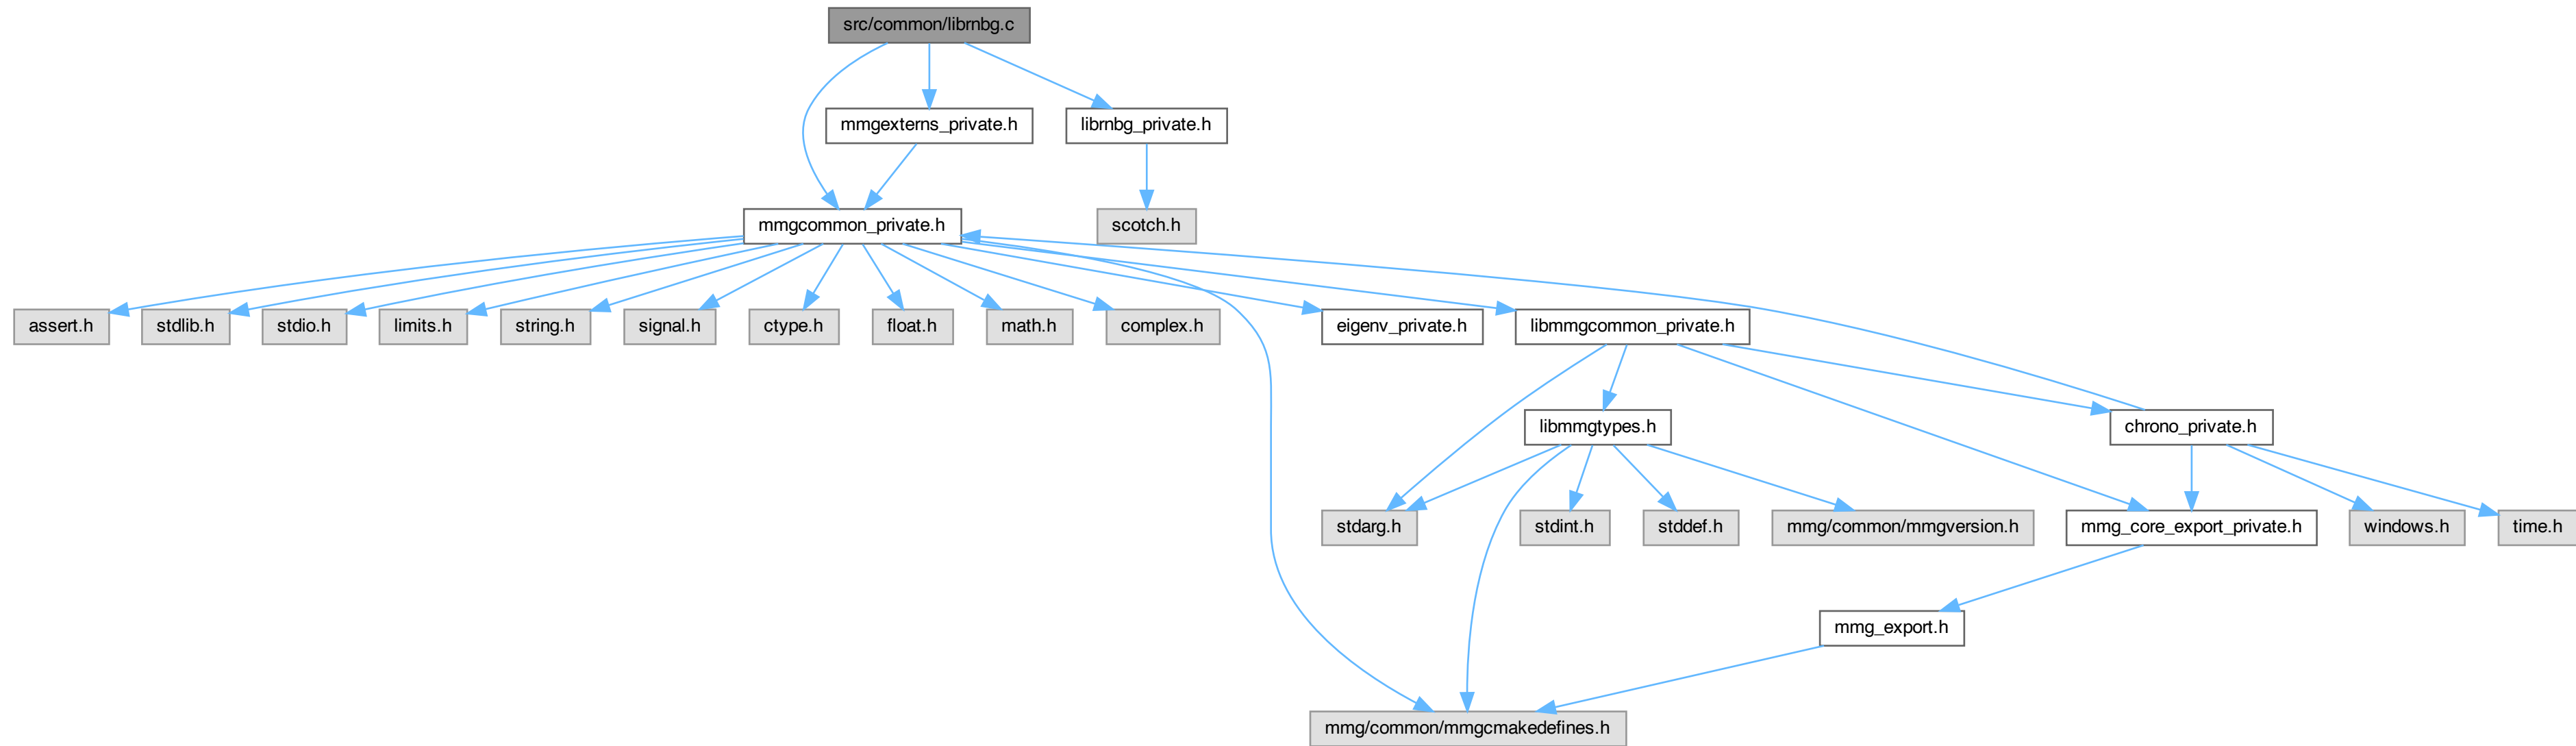 src/common/librnbg.c
mmgexterns_private.h
librnbg_private.h
mmgcommon_private.h
scotch.h
assert.h
stdlib.h
stdio.h
limits.h
string.h
signal.h
ctype.h
float.h
math.h
complex.h
eigenv_private.h
libmmgcommon_private.h
libmmgtypes.h
chrono_private.h
stdarg.h
stdint.h
stddef.h
mmg/common/mmgversion.h
mmg_core_export_private.h
windows.h
time.h
mmg_export.h
mmg/common/mmgcmakedefines.h